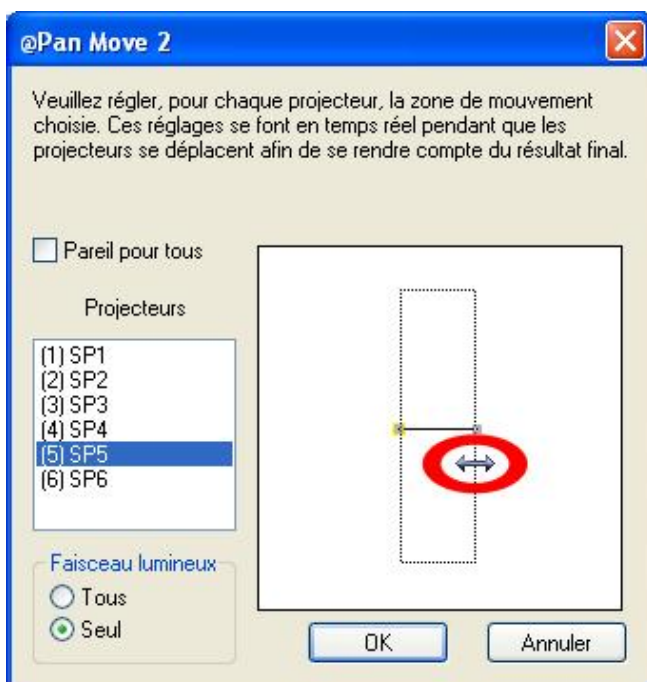 @Pan Move 2
Veuillez régler, pour chaque projecteur, la zone de mouvement
choisie. Ces réglages se font en temps réel pendant que les
projecteurs se déplacent afin de se rendre compte du résultat final.
Pareil pour tous
Projecteurs
(1) SP1
(2) SP2
(3) SP3
(4) SP4
(5) SP5
(6) SP6
Faisceau lumineux
Tous
Seul
OK
Annuler